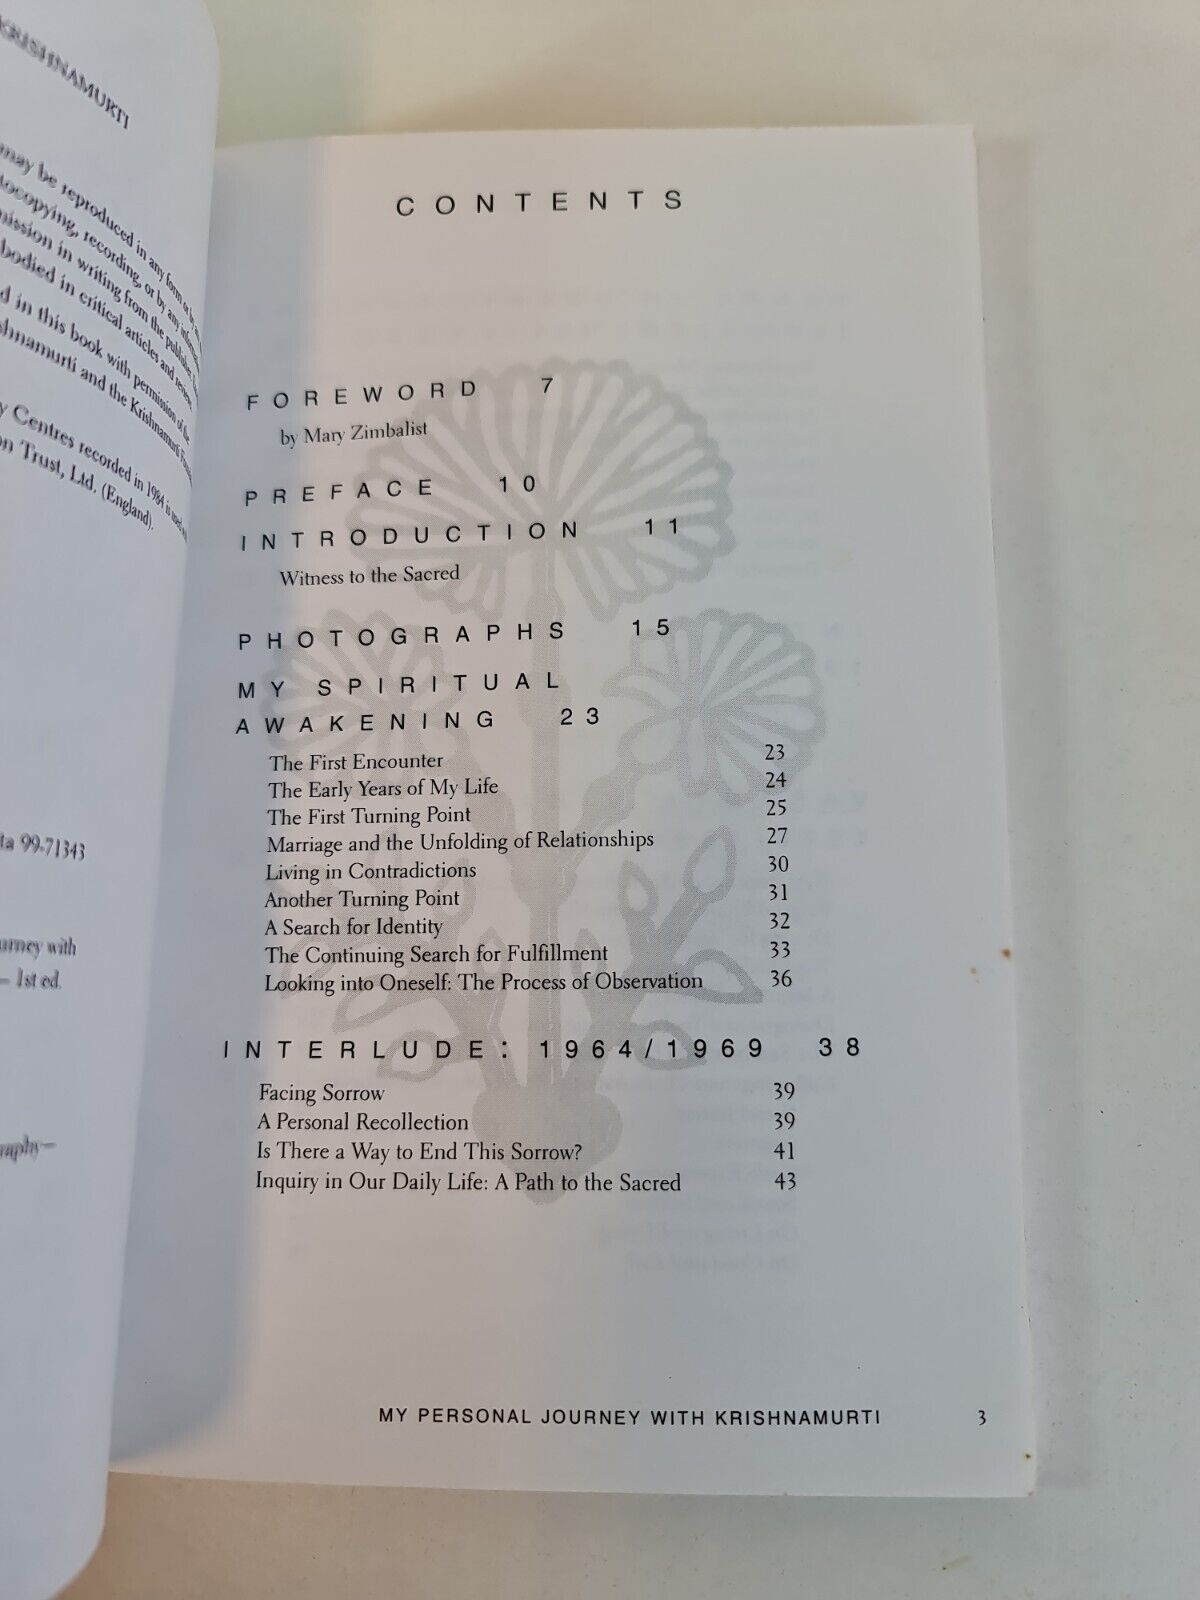 KRISHNAMURTI
may be reproduced in any form or by
tocopying, recording, or by any
mission in writing from the publisher,
bodied in critical articles and
d in this book with permission of the
shnamurti and the Krishnamurti
y Centres recorded in 1984 is used
on Trust, Ltd. (England).
ta 99-71343
urney with
— 1st ed.
graphy—
CONTENTS
FOREWORD 7
by Mary Zimbalist
PREFACE 10
INTRODUCTION 11
Witness to the Sacred
PHOTOGRAPHS 15
MY SPIRITUAL
AWAKENING 23
The First Encounter 23
The Early Years of My Life 24
The First Turning Point 25
Marriage and the Unfolding of Relationships 27
Living in Contradictions 30
Another Turning Point 31
A Search for Identity 32
The Continuing Search for Fulfillment 33
Looking into Oneself: The Process of Observation 36
INTERLUDE: 1964/1969 38
Facing Sorrow 39
A Personal Recollection 39
Is There a Way to End This Sorrow? 41
Inquiry in Our Daily Life: A Path to the Sacred 43
MY PERSONAL JOURNEY WITH KRISHNAMURTI 3